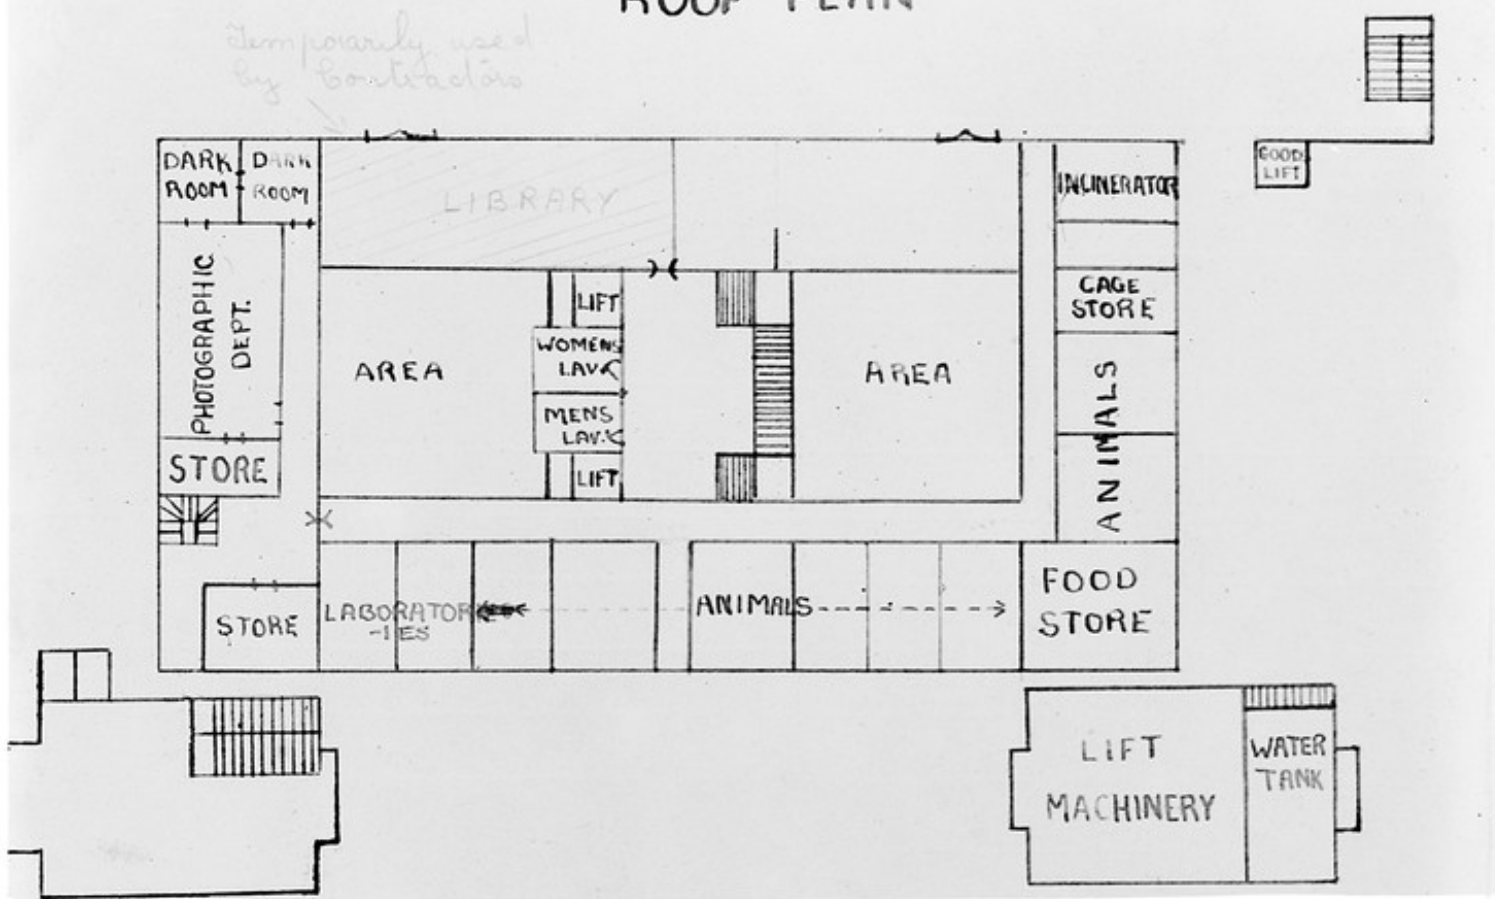 ROOF PLAN
Temporarily used
by Contractors
DARK
ROOM
DARK
ROOM
LIBRARY
INCINERATOR
GOOD
LIFT
PHOTOGRAPHIC
DEPT.
CAGE
STORE
LIFT
WOMENS
LAV.
AREA
AREA
MENS
LAV.
LIFT
STORE
ANIMALS
STORE
LABORATOR
-IES
ANIMALS
FOOD
STORE
LIFT
MACHINERY
WATER
TANK